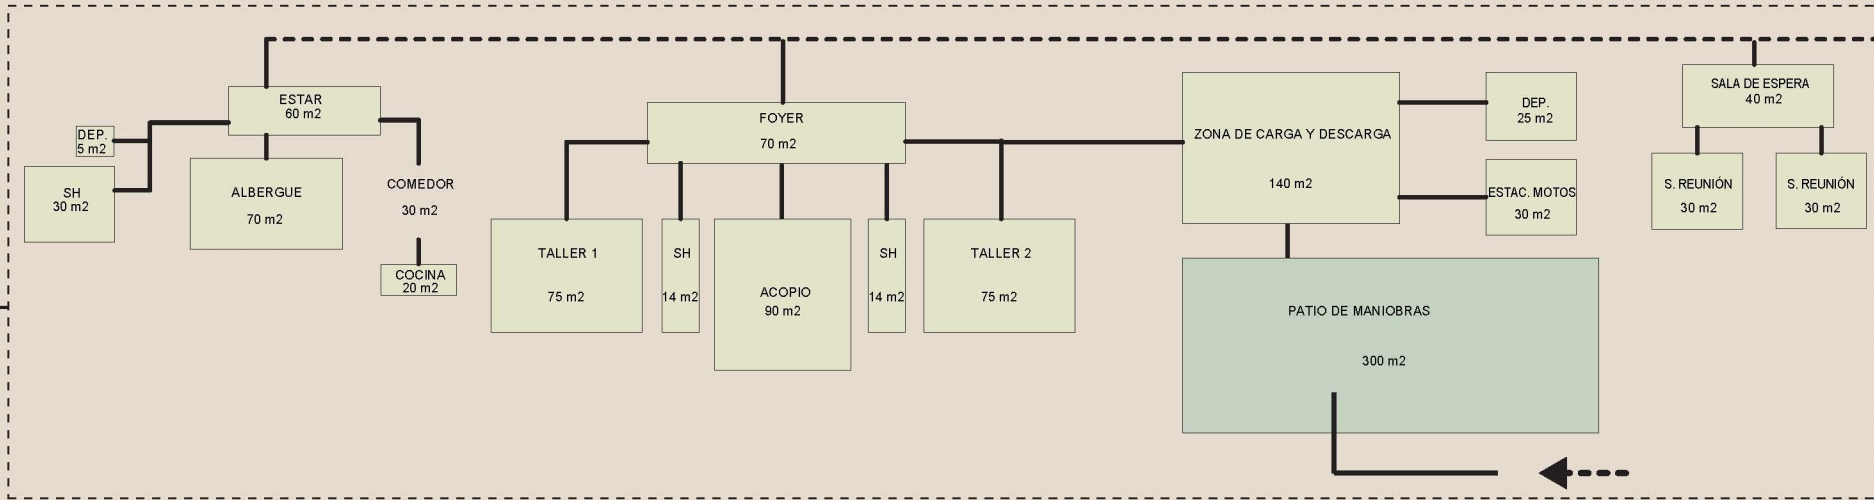 ESTAR
60 m2
DEP.
5 m2
SH
30 m2
ALBERGUE
70 m2
COMEDOR
30 m2
COCINA
20 m2
FOYER
70 m2
TALLER 1
75 m2
SH
14 m2
ACOPIO
90 m2
SH
14 m2
TALLER 2
75 m2
ZONA DE CARGA Y DESCARGA
140 m2
DEP.
25 m2
ESTAC. MOTOS
30 m2
PATIO DE MANIOBRAS
300 m2
SALA DE ESPERA
40 m2
S. REUNIÓN
30 m2
S. REUNIÓN
30 m2